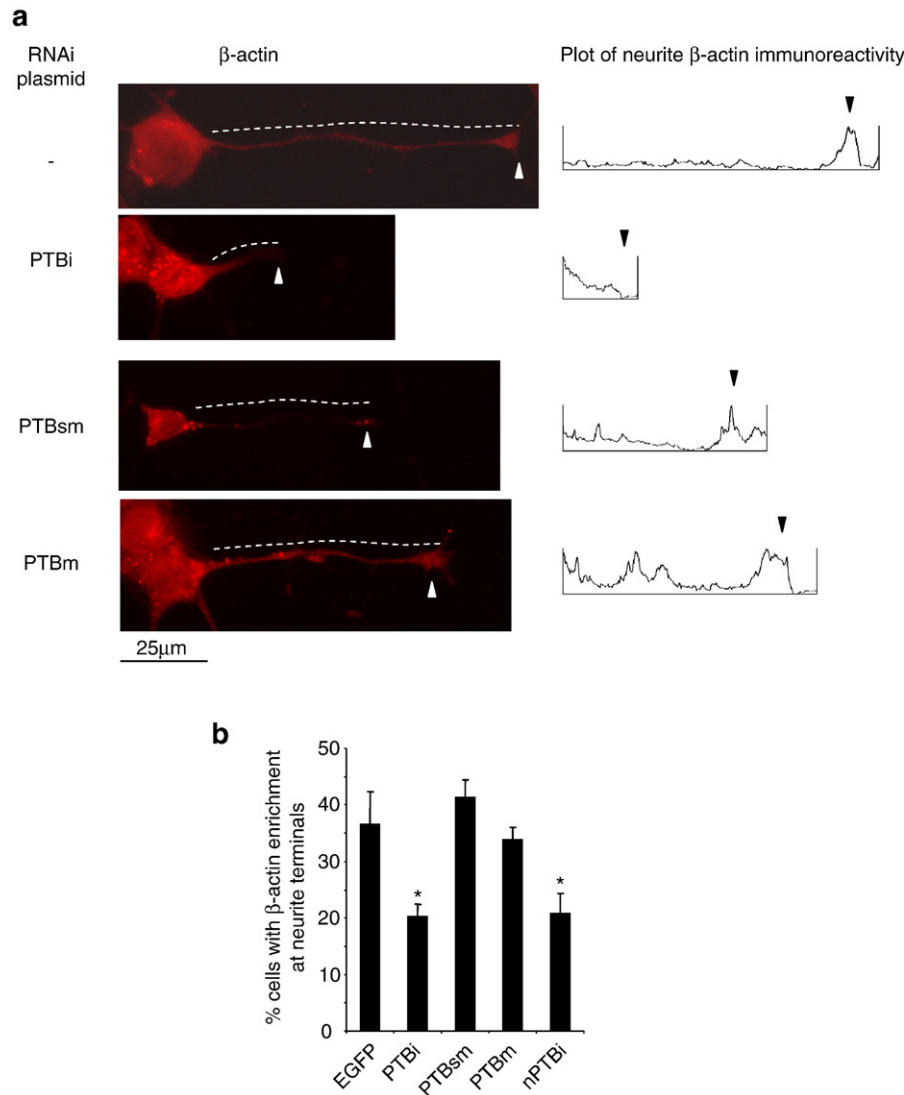 a
RNAi plasmid
β-actin
Plot of neurite β-actin immunoreactivity
-
PTBi
PTBsm
PTBm
25μm
b
% cells with β-actin enrichment
at neurite terminals
50
40
30
20
10
0
*
*
EGFP
PTBi
PTBsm
PTBm
nPTBi